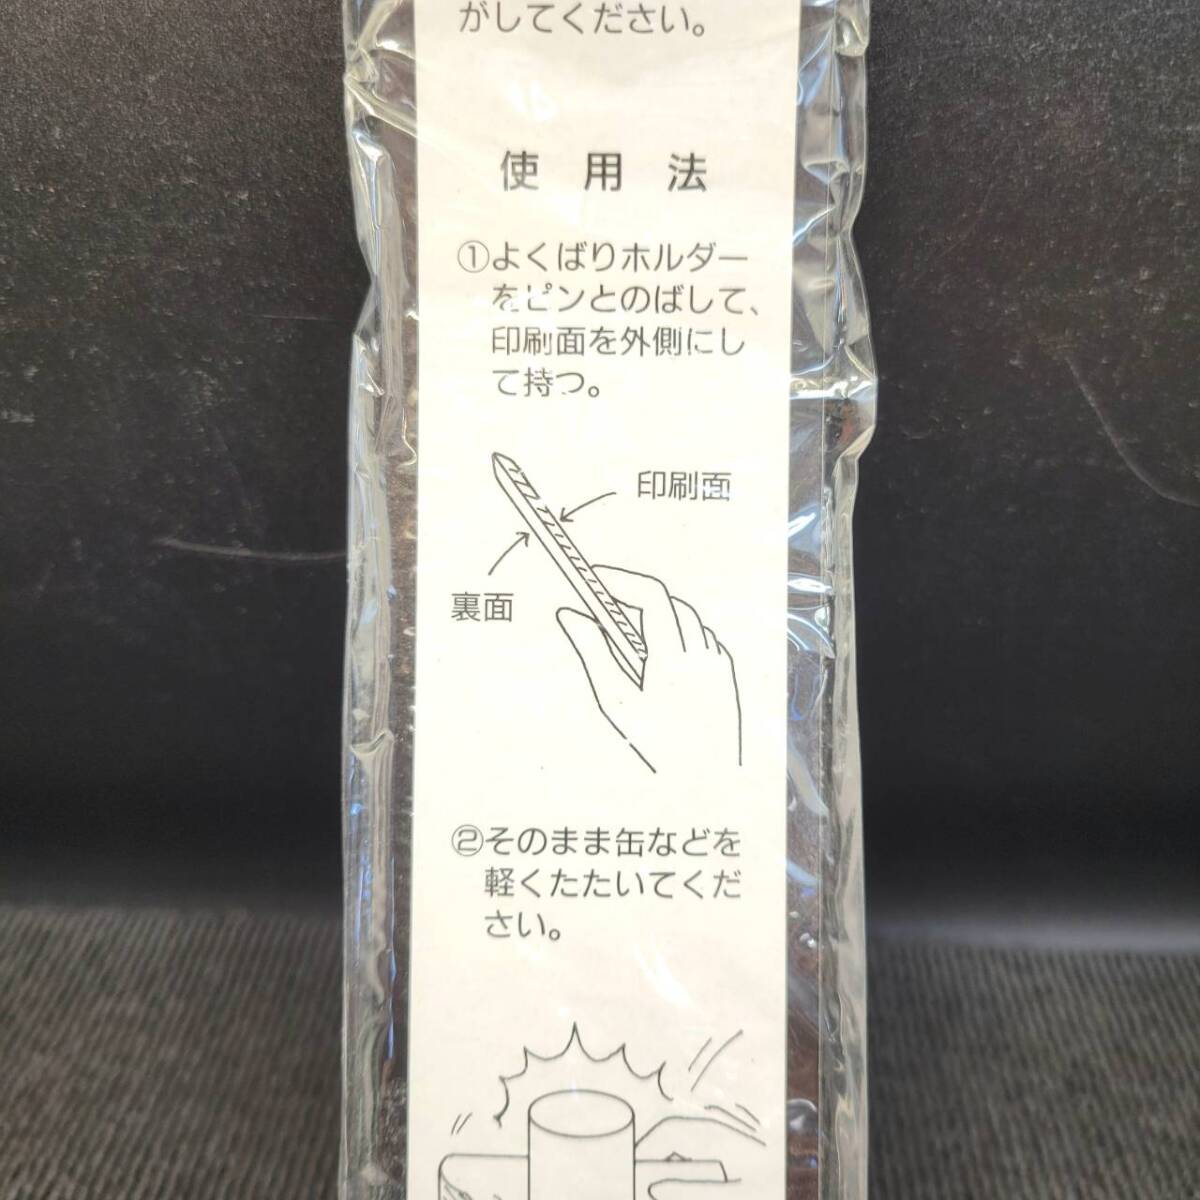 がしてください。
使用法
①よくばりホルダー
をピンとのばして、
印刷面を外側にし
て持つ。
印刷面
裏面
②そのまま缶などを
軽くたたいてくだ
さい。